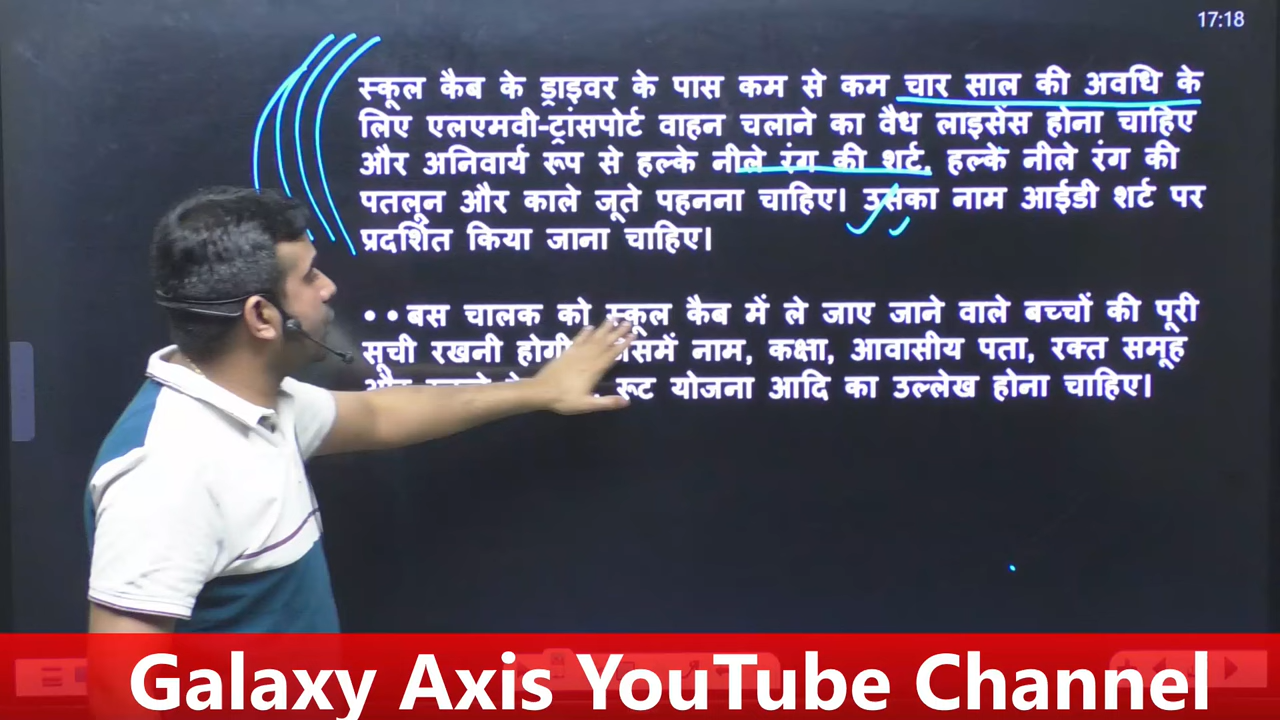 17:18
स्कूल कैब के ड्राइवर के पास कम से कम चार साल की अवधि के
लिए एलएमवी-ट्रांसपोर्ट वाहन चलाने का वैध लाइसेंस होना चाहिए
और अनिवार्य रूप से हल्के नीले रंग की शर्ट, हल्के नीले रंग की
पतलून और काले जूते पहनना चाहिए। उसका नाम आईडी शर्ट पर
प्रदर्शित किया जाना चाहिए।
••बस चालक को स्कूल कैब में ले जाए जाने वाले बच्चों की पूरी
सूची रखनी होगी नाम, कक्षा, आवासीय पता, रक्त समूह
और रूट योजना आदि का उल्लेख होना चाहिए।
Galaxy Axis YouTube Channel